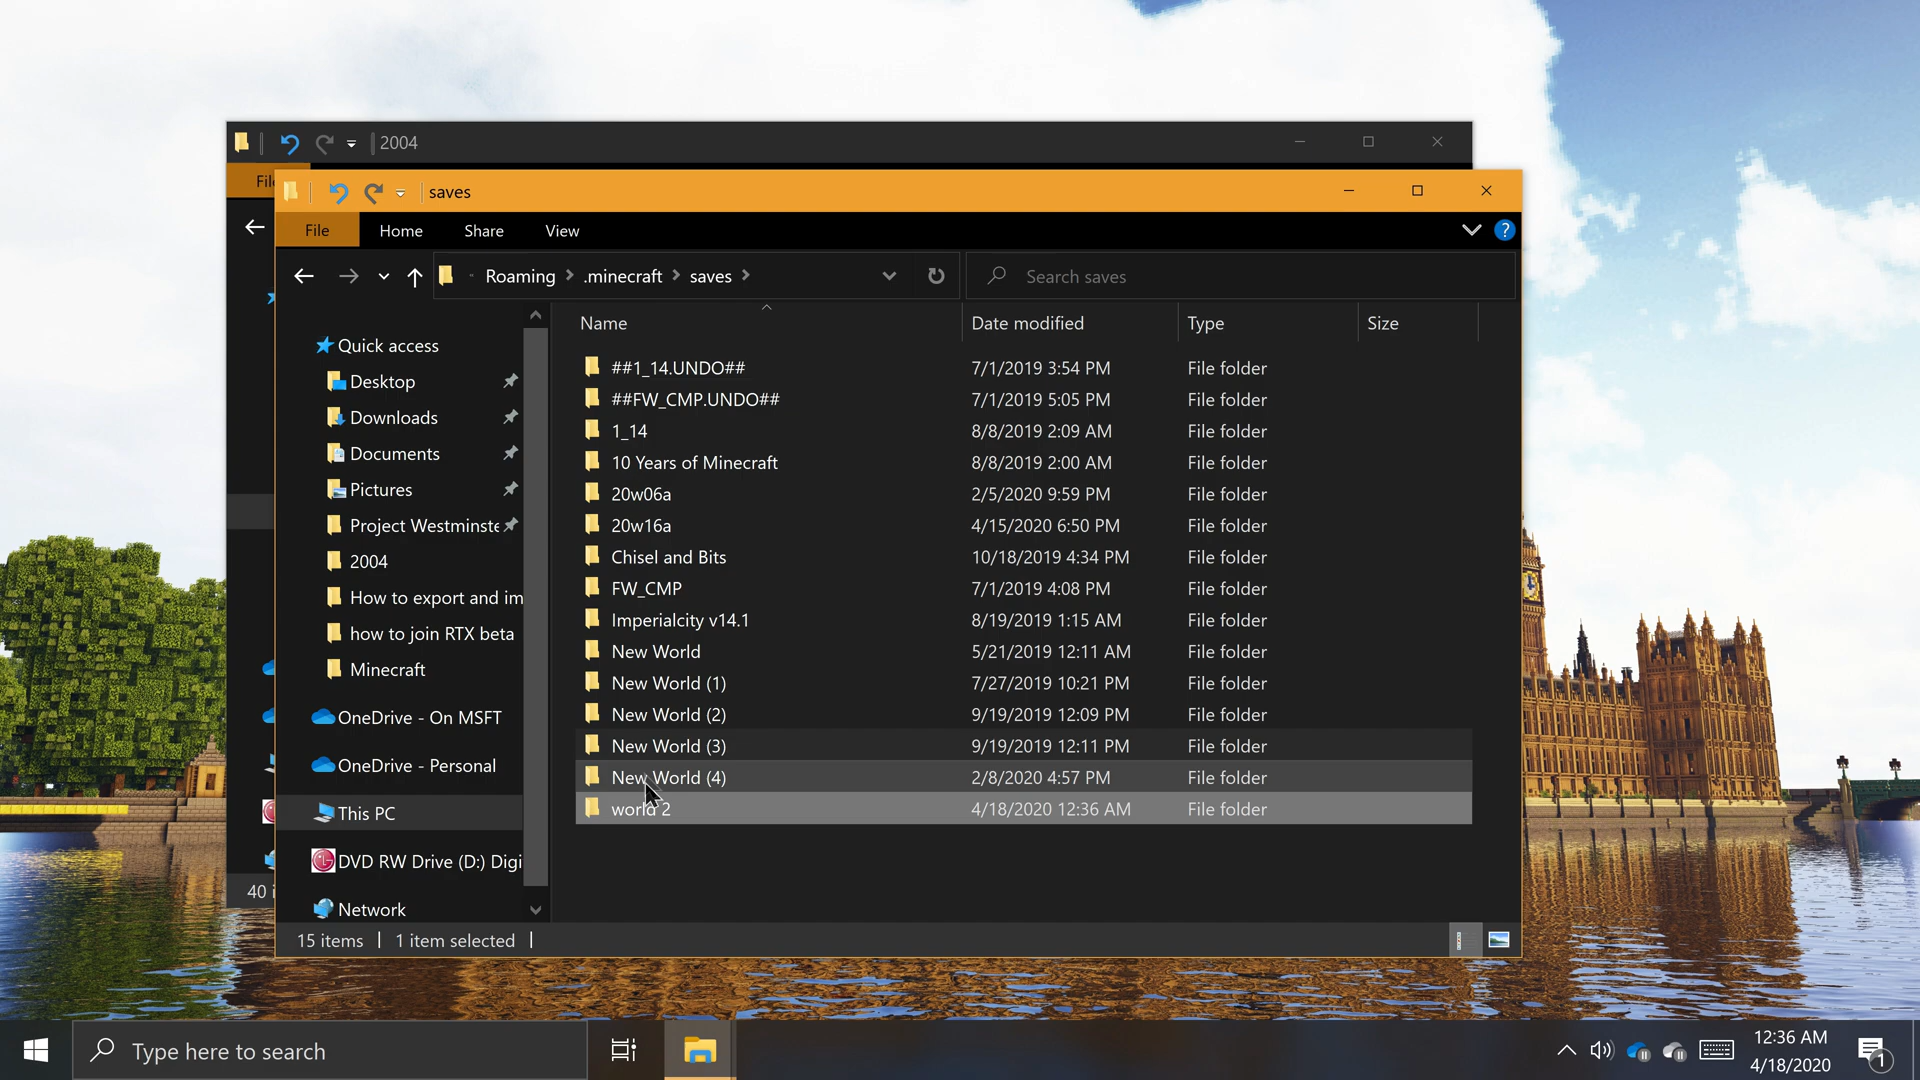 2004
Fil
saves
File
Home
Share
View
?
Roaming
.minecraft
saves
Search saves
Name
Date modified
Type
Size
Quick access
Desktop
Downloads
Documents
Pictures
Project Westminste
2004
How to export and im
how to join RTX beta
Minecraft
OneDrive - On MSFT
OneDrive - Personal
This PC
DVD RW Drive (D:) Digi
Network
##1_14.UNDO## 7/1/2019 3:54 PM File folder
##FW_CMP.UNDO## 7/1/2019 5:05 PM File folder
1_14 8/8/2019 2:09 AM File folder
10 Years of Minecraft 8/8/2019 2:00 AM File folder
20w06a 2/5/2020 9:59 PM File folder
20w16a 4/15/2020 6:50 PM File folder
Chisel and Bits 10/18/2019 4:34 PM File folder
FW_CMP 7/1/2019 4:08 PM File folder
Imperialcity v14.1 8/19/2019 1:15 AM File folder
New World 5/21/2019 12:11 AM File folder
New World (1) 7/27/2019 10:21 PM File folder
New World (2) 9/19/2019 12:09 PM File folder
New World (3) 9/19/2019 12:11 PM File folder
New World (4) 2/8/2020 4:57 PM File folder
world 2 4/18/2020 12:36 AM File folder
40 i
15 items
1 item selected
Type here to search
12:36 AM
4/18/2020
1